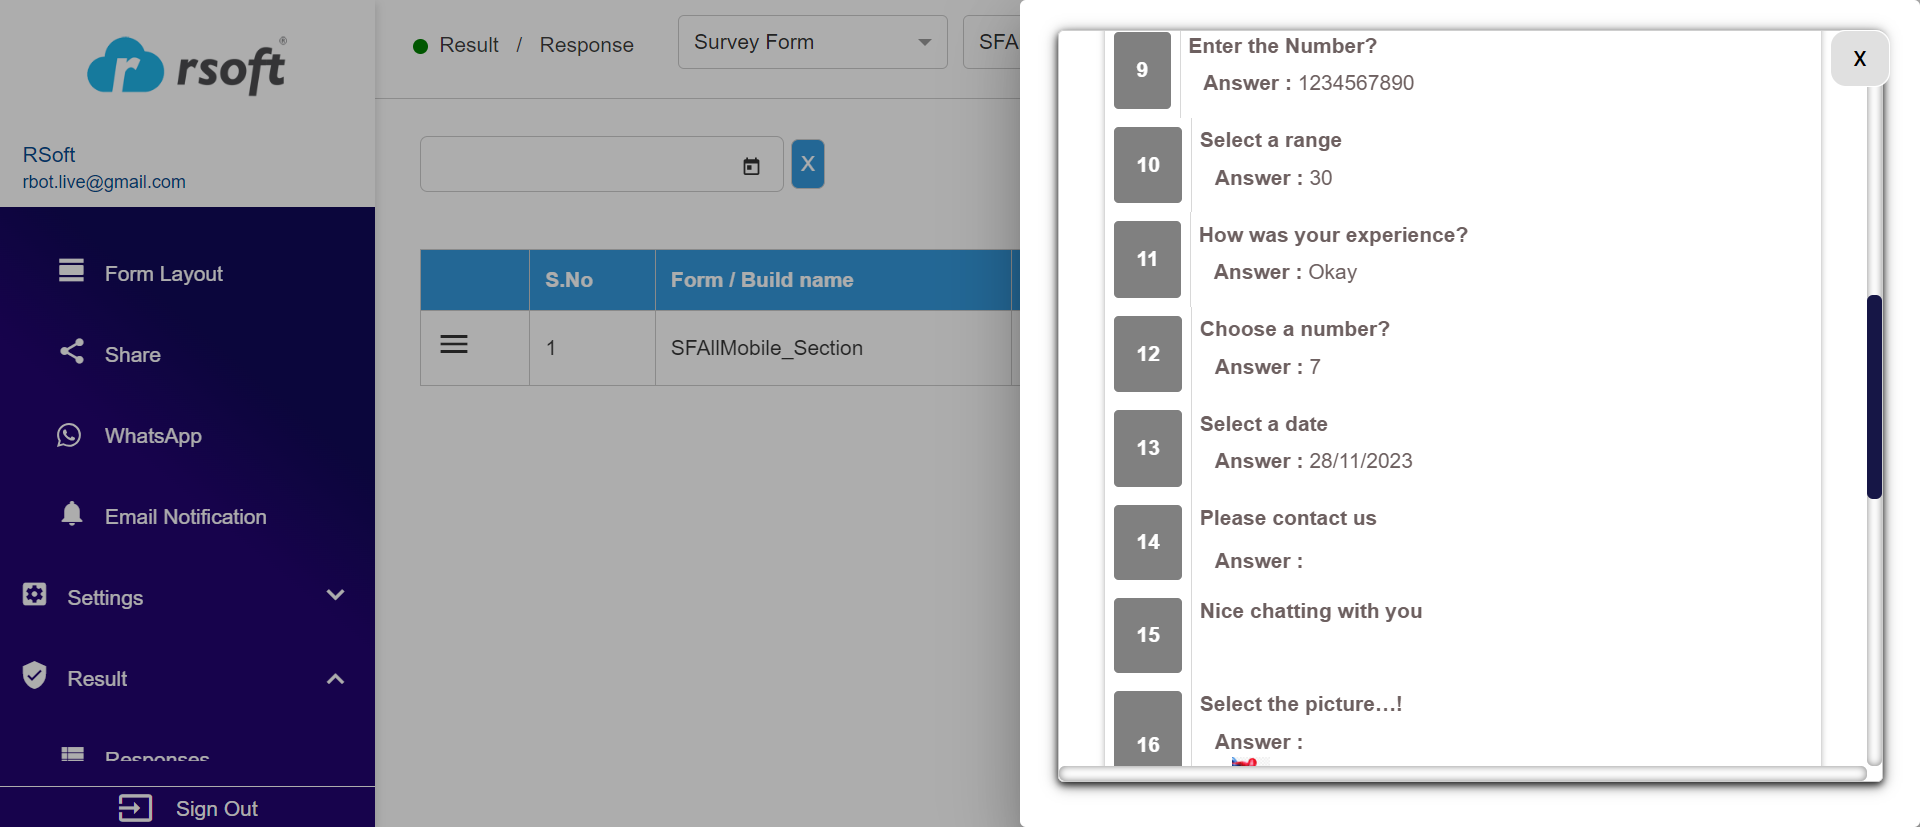 rsoft®
RSoft
rbot.live@gmail.com
Form Layout
Share
WhatsApp
Email Notification
Settings
Result
Responses
Sign Out
Result / Response
Survey Form
SFA
X
S.No
Form / Build name
1
SFAllMobile_Section
X
9
Enter the Number?
Answer : 1234567890
10
Select a range
Answer : 30
11
How was your experience?
Answer : Okay
12
Choose a number?
Answer : 7
13
Select a date
Answer : 28/11/2023
14
Please contact us
Answer :
15
Nice chatting with you
16
Select the picture...!
Answer :